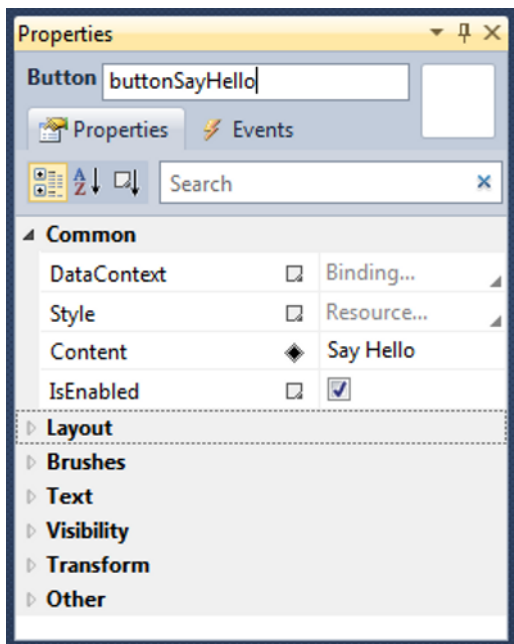 Properties
Button buttonSayHello
Properties Events
A Z Search
Common
DataContext Binding...
Style Resource...
Content Say Hello
IsEnabled
Layout
Brushes
Text
Visibility
Transform
Other